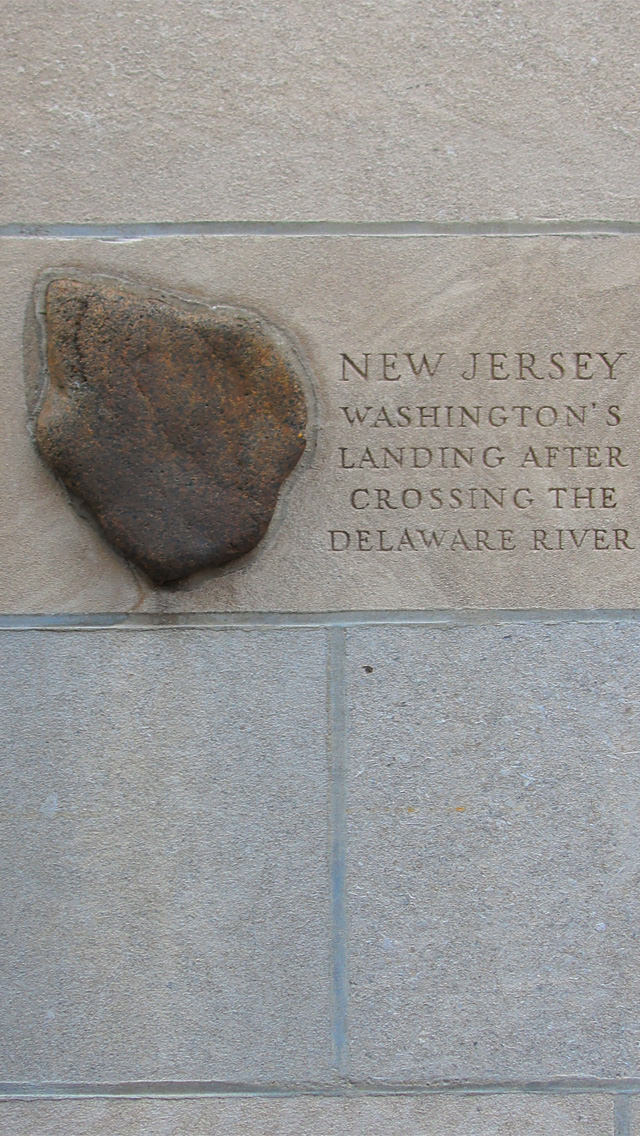 NEW JERSEY
WASHINGTON'S
LANDING AFTER
CROSSING THE
DELAWARE RIVER